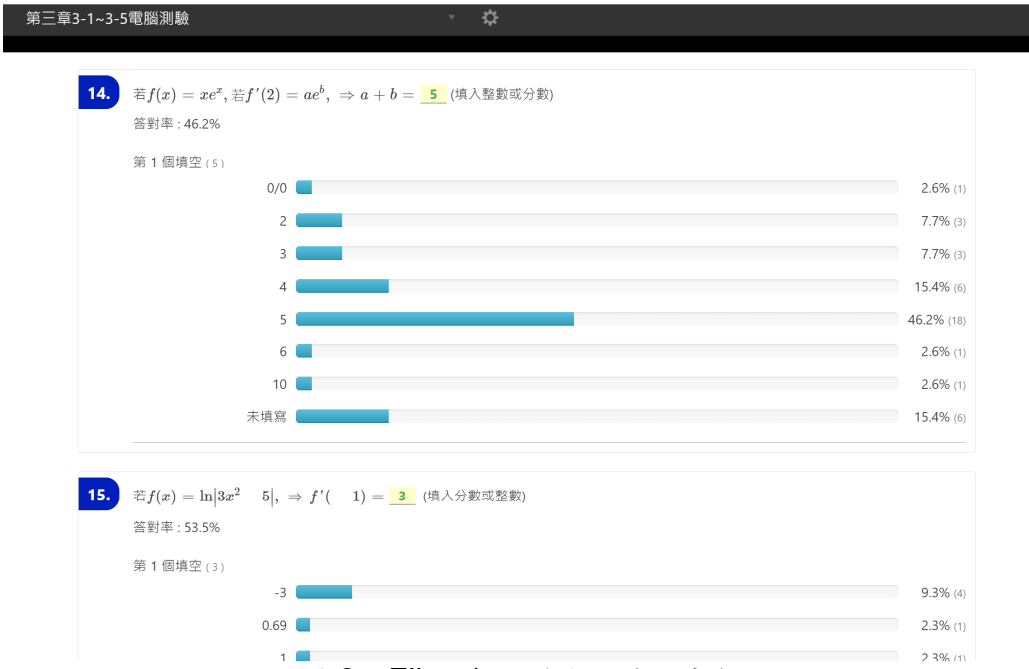 第三章3-1~3-5電腦測驗
14. 若f(x) = xe^x, 若f′(2) = ae^b, ⇒ a + b = 5 (填入整數或分數)
答對率 : 46.2%
第 1 個填空 ( 5 )
0/0 2.6% (1)
2 7.7% (3)
3 7.7% (3)
4 15.4% (6)
5 46.2% (18)
6 2.6% (1)
10 2.6% (1)
未填寫 15.4% (6)
15. 若f(x) = ln|3x² 5|, ⇒ f′( 1) = 3 (填入分數或整數)
答對率 : 53.5%
第 1 個填空 ( 3 )
-3 9.3% (4)
0.69 2.3% (1)
1 2.3% (1)